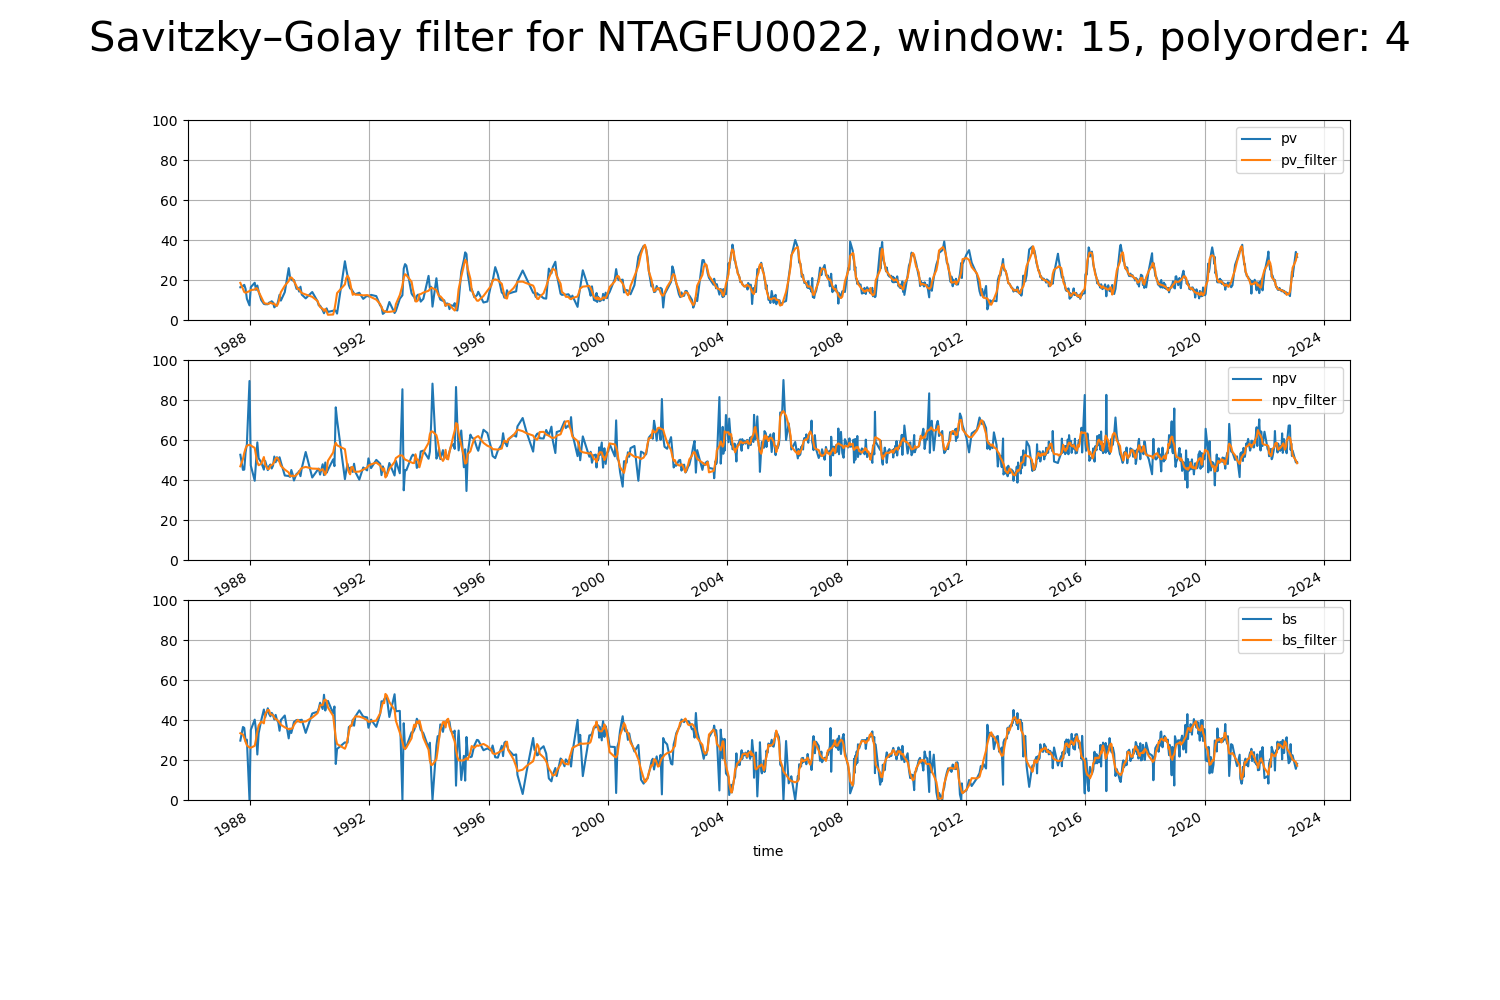 Savitzky–Golay filter for NTAGFU0022, window: 15, polyorder: 4
100
80
60
40
20
0
pv
pv_filter
1988 1992 1996 2000 2004 2008 2012 2016 2020 2024
100
80
60
40
20
0
npv
npv_filter
1988 1992 1996 2000 2004 2008 2012 2016 2020 2024
100
80
60
40
20
0
bs
bs_filter
1988 1992 1996 2000 2004 2008 2012 2016 2020 2024
time